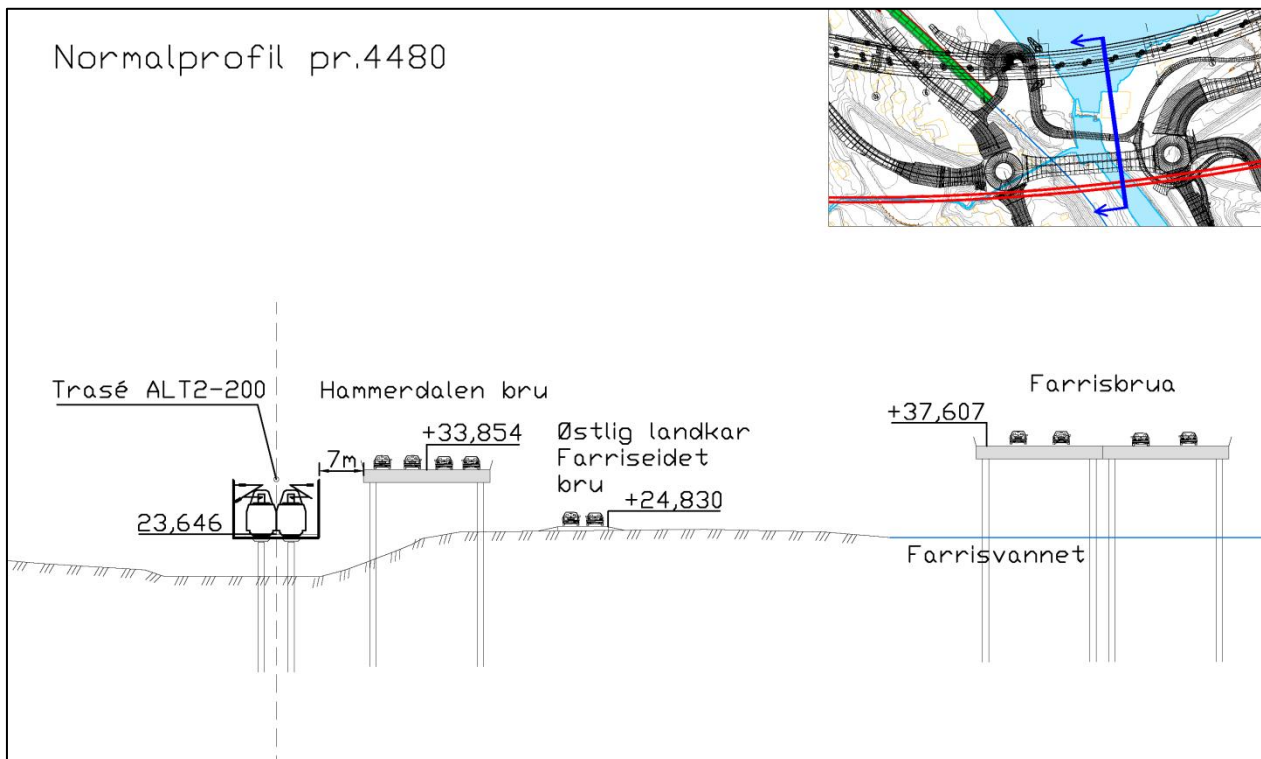 Normalprofil pr.4480
Trasé ALT2-200
Hammerdalen bru
Farrisbrua
+33,854
Østlig landkar
Farriseidet
bru
+37,607
7m
+24,830
23,646
Farrisvannet